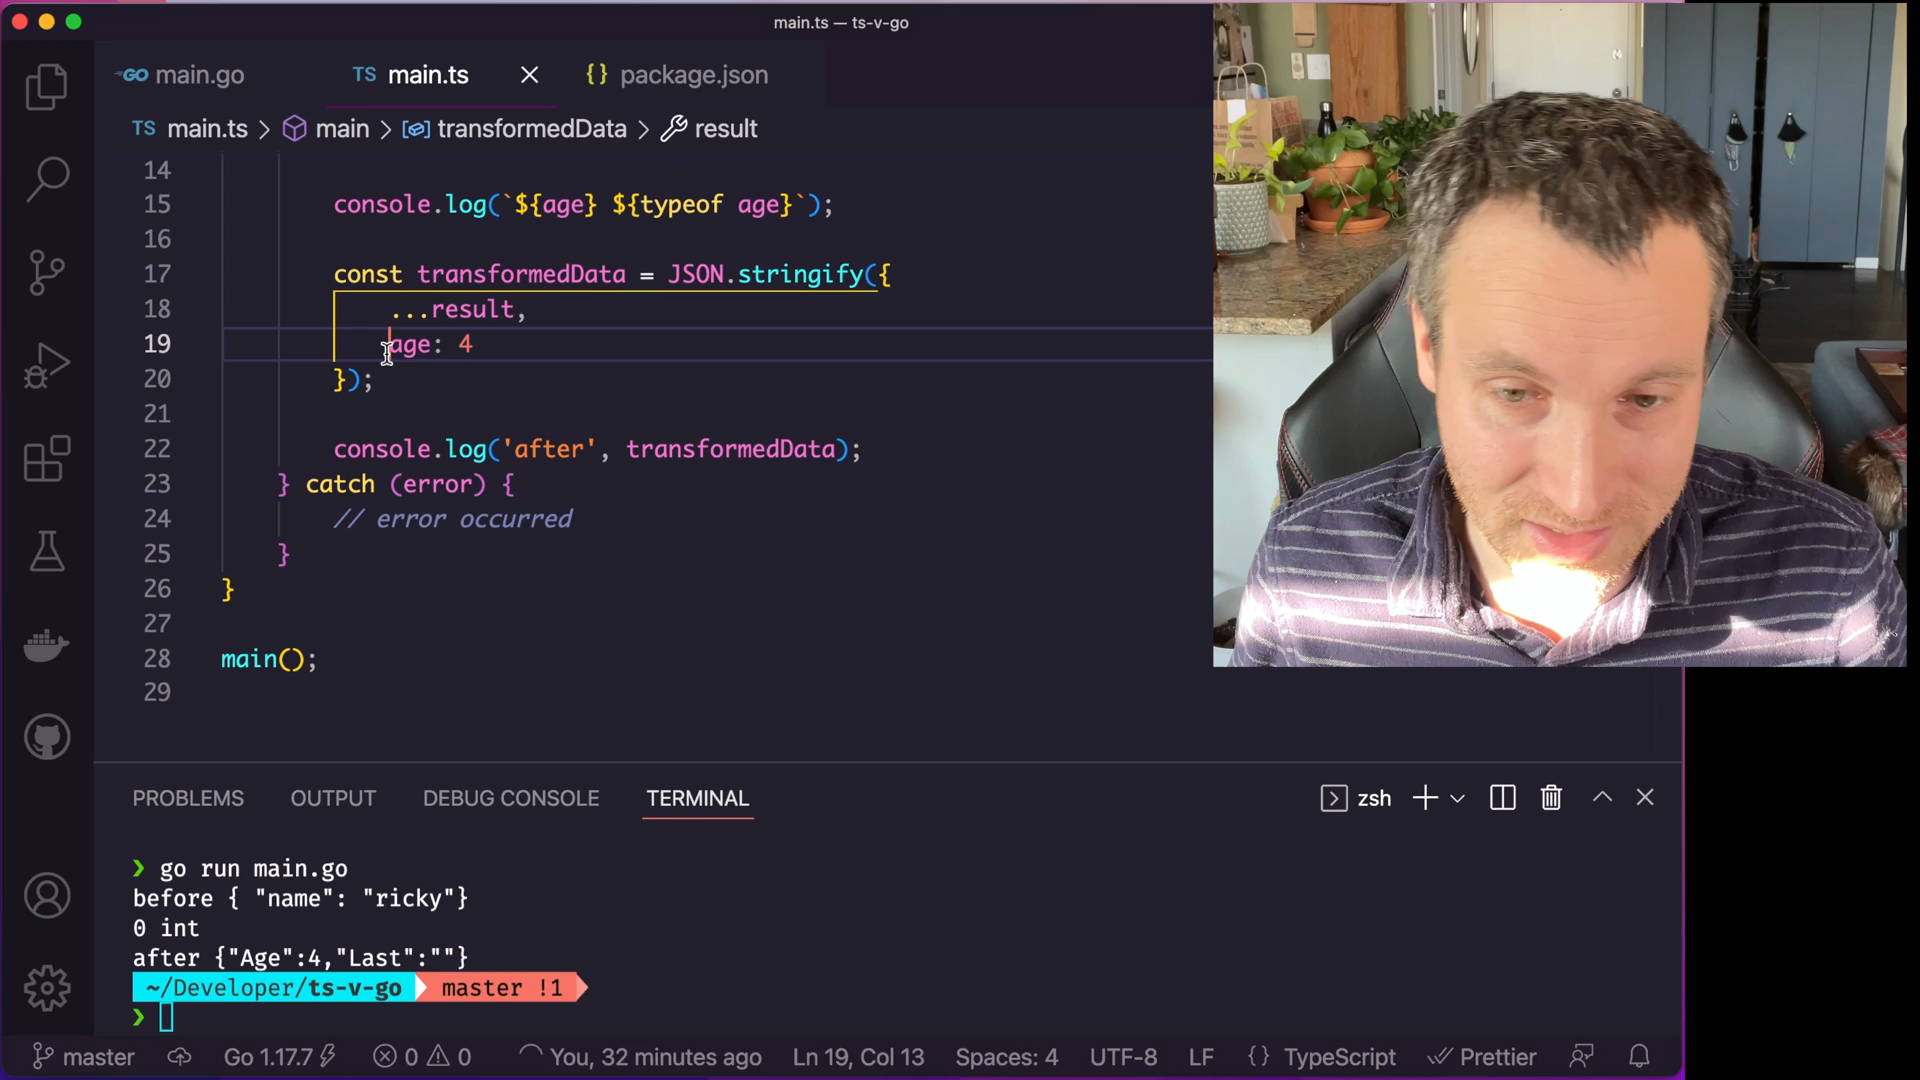 main.ts — ts-v-go
GO main.go
TS main.ts
{} package.json
TS main.ts > main > transformedData > result
14
15 console.log(`${age} ${typeof age}`);
16
17 const transformedData = JSON.stringify({
18 ...result,
19 age: 4
20 });
21
22 console.log('after', transformedData);
23 } catch (error) {
24 // error occurred
25 }
26 }
27
28 main();
29
PROBLEMS OUTPUT DEBUG CONSOLE TERMINAL
zsh
❯ go run main.go
before { "name": "ricky"}
0 int
after {"Age":4,"Last":""}
~/Developer/ts-v-go master !1
❯
master Go 1.17.7 0 0 You, 32 minutes ago Ln 19, Col 13 Spaces: 4 UTF-8 LF {} TypeScript Prettier